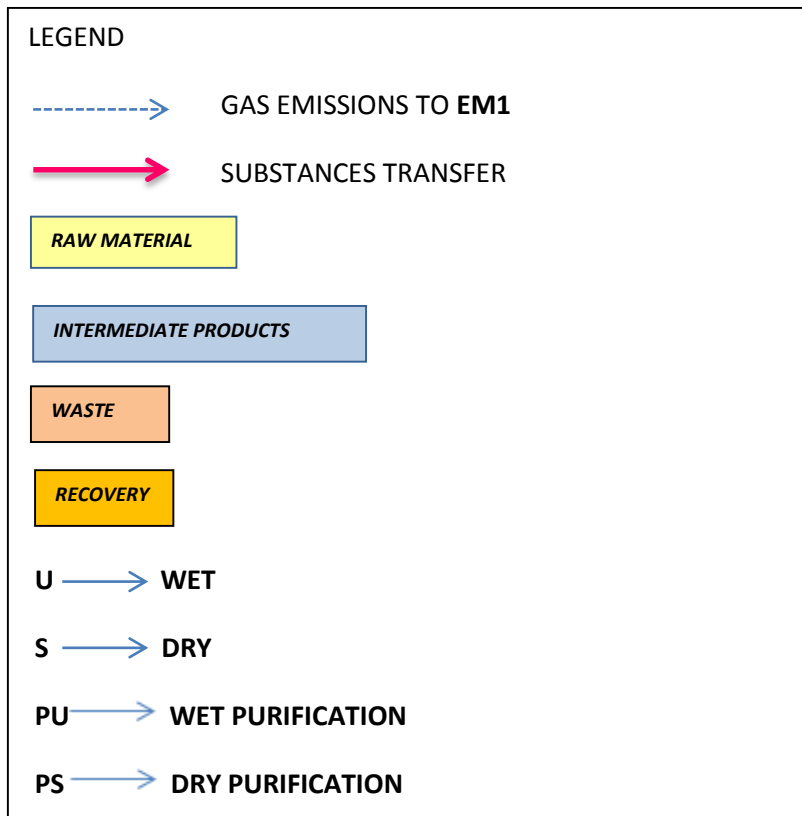 LEGEND
GAS EMISSIONS TO EM1
SUBSTANCES TRANSFER
RAW MATERIAL
INTERMEDIATE PRODUCTS
WASTE
RECOVERY
U WET
S DRY
PU WET PURIFICATION
PS DRY PURIFICATION